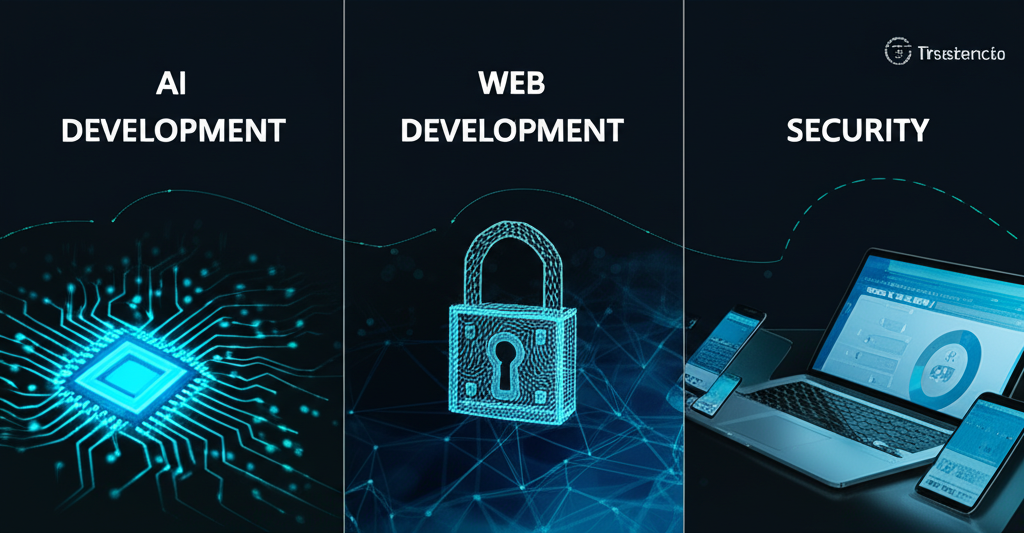 AI
DEVELOPMENT
WEB
DEVELOPMENT
SECURITY
Trsstencto